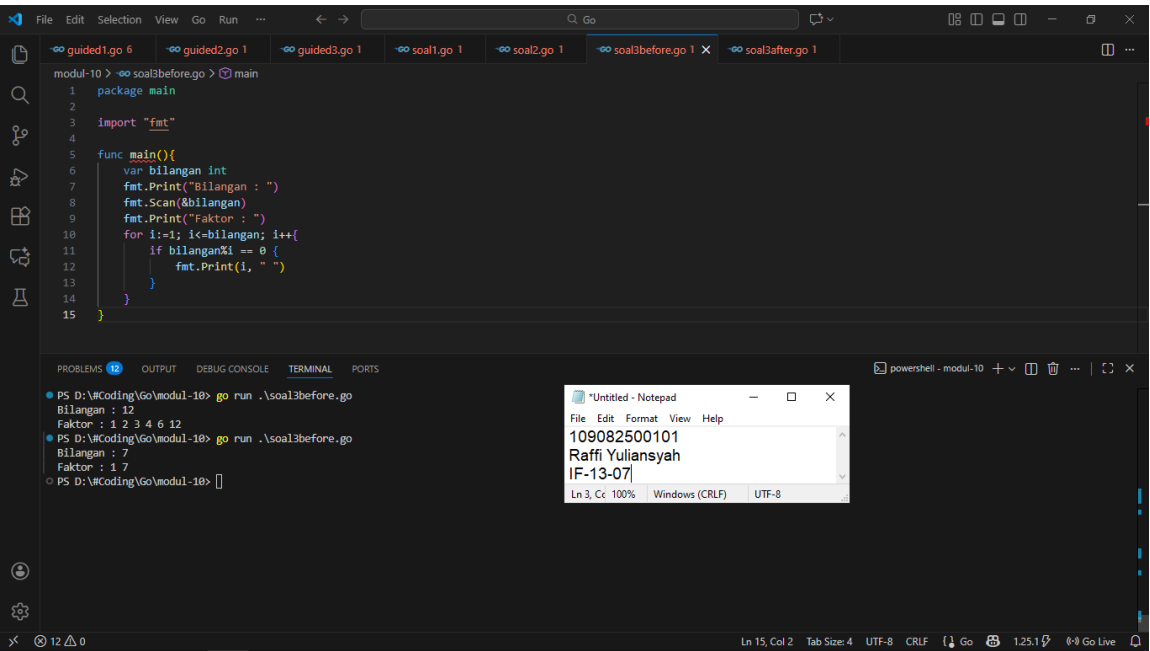 File Edit Selection View Go Run ··· ← → Go
guided1.go 6 guided2.go 1 guided3.go 1 soal1.go 1 soal2.go 1 soal3before.go 1 soal3after.go 1
modul-10 > soal3before.go > main
1 package main
2
3 import "fmt"
4
5 func main(){
6 var bilangan int
7 fmt.Print("Bilangan : ")
8 fmt.Scan(&bilangan)
9 fmt.Print("Faktor : ")
10 for i:=1; i<=bilangan; i++{
11 if bilangan%i == 0 {
12 fmt.Print(i, " ")
13 }
14 }
15 }
PROBLEMS 12 OUTPUT DEBUG CONSOLE TERMINAL PORTS powershell - modul-10
PS D:\#Coding\Go\modul-10> go run .\soal3before.go
Bilangan : 12
Faktor : 1 2 3 4 6 12
PS D:\#Coding\Go\modul-10> go run .\soal3before.go
Bilangan : 7
Faktor : 1 7
PS D:\#Coding\Go\modul-10>
*Untitled - Notepad
File Edit Format View Help
109082500101
Raffi Yuliansyah
IF-13-07
Ln 3, Cc 100% Windows (CRLF) UTF-8
12 0 Ln 15, Col 2 Tab Size: 4 UTF-8 CRLF Go 1.25.1 Go Live